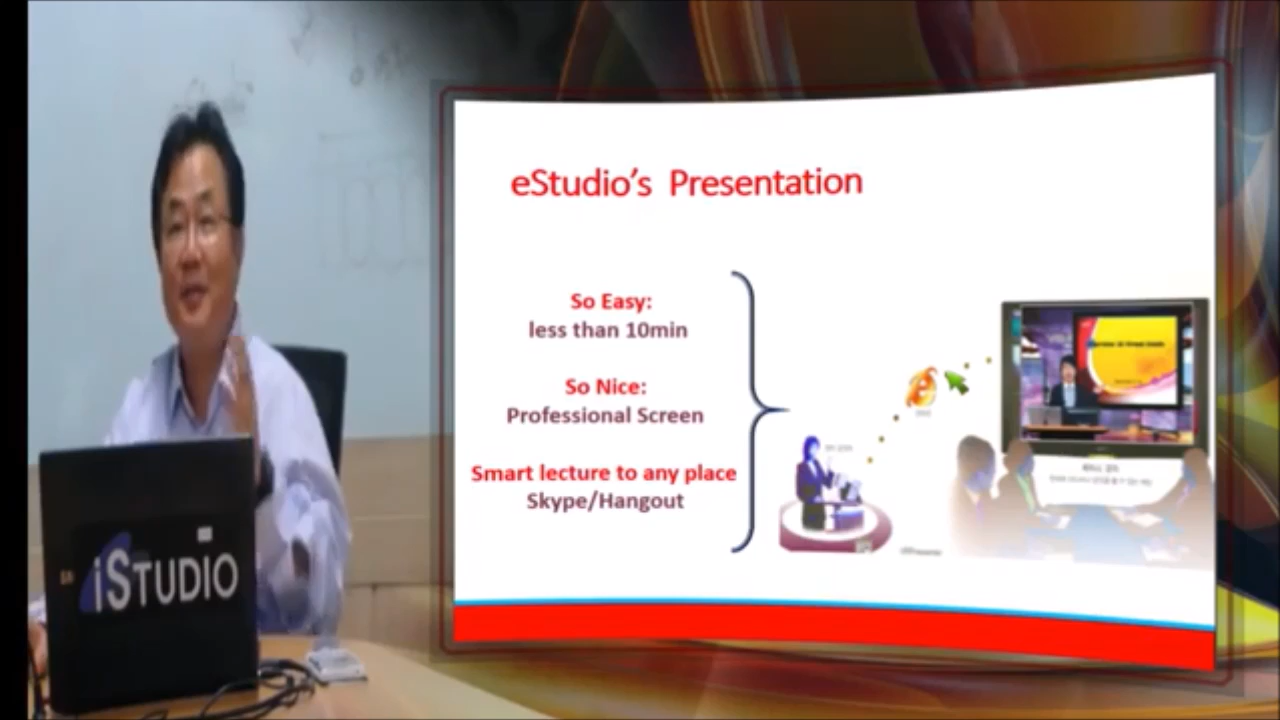 eStudio's Presentation
So Easy:
less than 10min
So Nice:
Professional Screen
Smart lecture to any place
Skype/Hangout
iSTUDIO